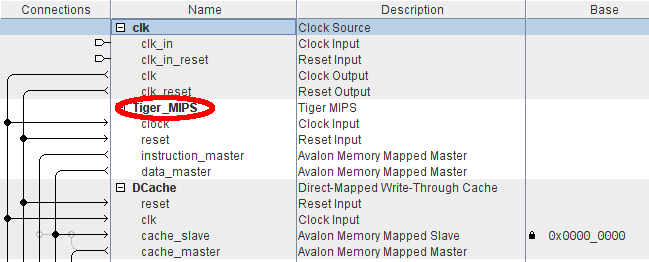 Connections Name Description Base
clk Clock Source
clk_in Clock Input
clk_in_reset Reset Input
clk Clock Output
clk_reset Reset Output
Tiger_MIPS Tiger MIPS
clock Clock Input
reset Reset Input
instruction_master Avalon Memory Mapped Master
data_master Avalon Memory Mapped Master
DCache Direct-Mapped Write-Through Cache
reset Reset Input
clk Clock Input
cache_slave Avalon Memory Mapped Slave 0x0000_0000
cache_master Avalon Memory Mapped Master